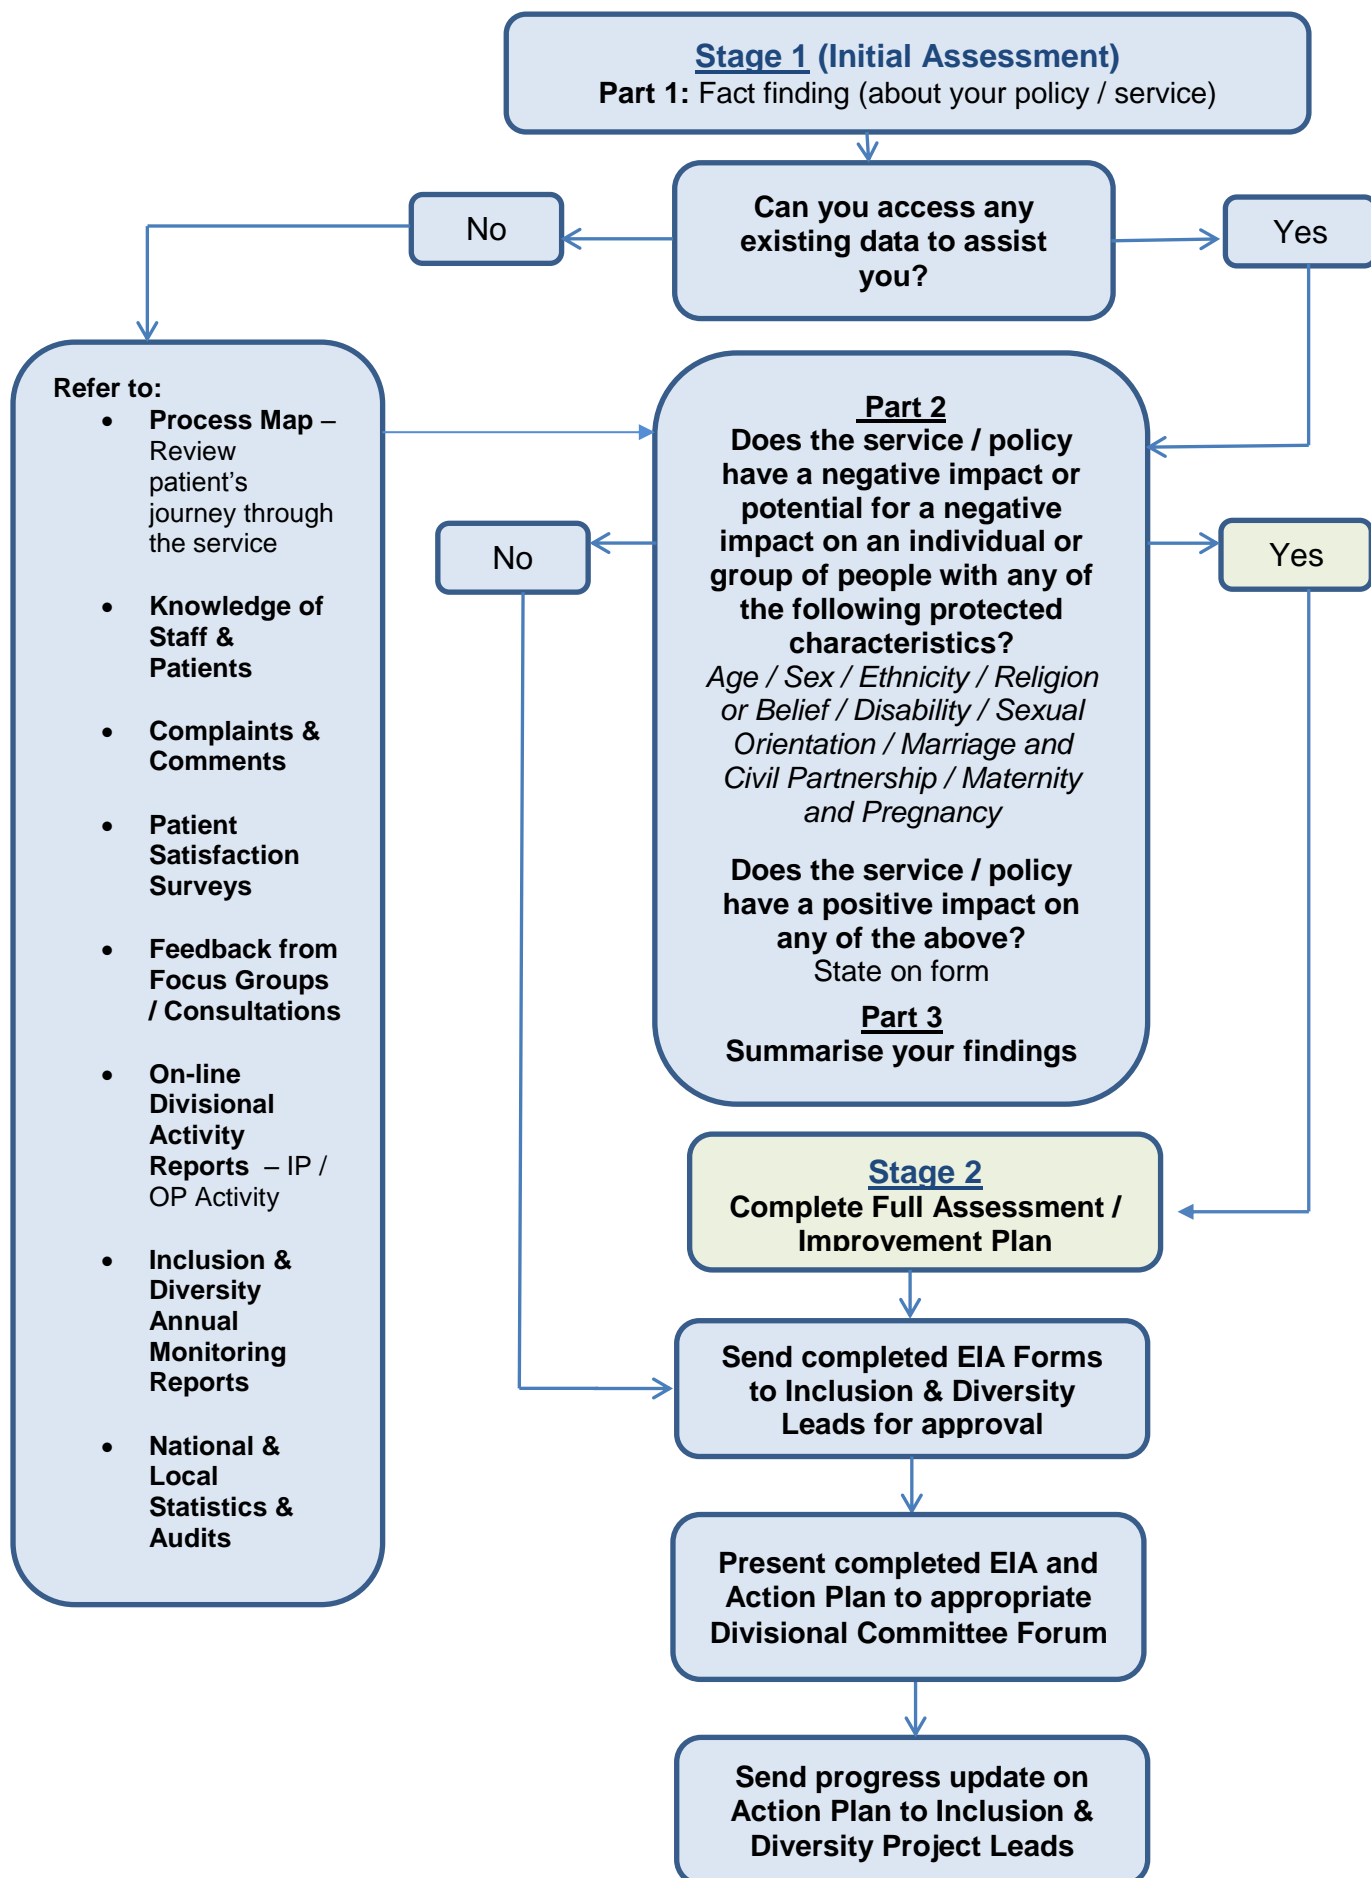 Stage 1 (Initial Assessment)
Part 1: Fact finding (about your policy / service)
Can you access any
existing data to assist
you?
No
Yes
Refer to:
• Process Map –
Review
patient’s
journey through
the service
• Knowledge of
Staff &
Patients
• Complaints &
Comments
• Patient
Satisfaction
Surveys
• Feedback from
Focus Groups
/ Consultations
• On-line
Divisional
Activity
Reports – IP /
OP Activity
• Inclusion &
Diversity
Annual
Monitoring
Reports
• National &
Local
Statistics &
Audits
Part 2
Does the service / policy
have a negative impact or
potential for a negative
impact on an individual or
group of people with any of
the following protected
characteristics?
Age / Sex / Ethnicity / Religion
or Belief / Disability / Sexual
Orientation / Marriage and
Civil Partnership / Maternity
and Pregnancy
Does the service / policy
have a positive impact on
any of the above?
State on form
Part 3
Summarise your findings
No
Yes
Stage 2
Complete Full Assessment /
Improvement Plan
Send completed EIA Forms
to Inclusion & Diversity
Leads for approval
Present completed EIA and
Action Plan to appropriate
Divisional Committee Forum
Send progress update on
Action Plan to Inclusion &
Diversity Project Leads